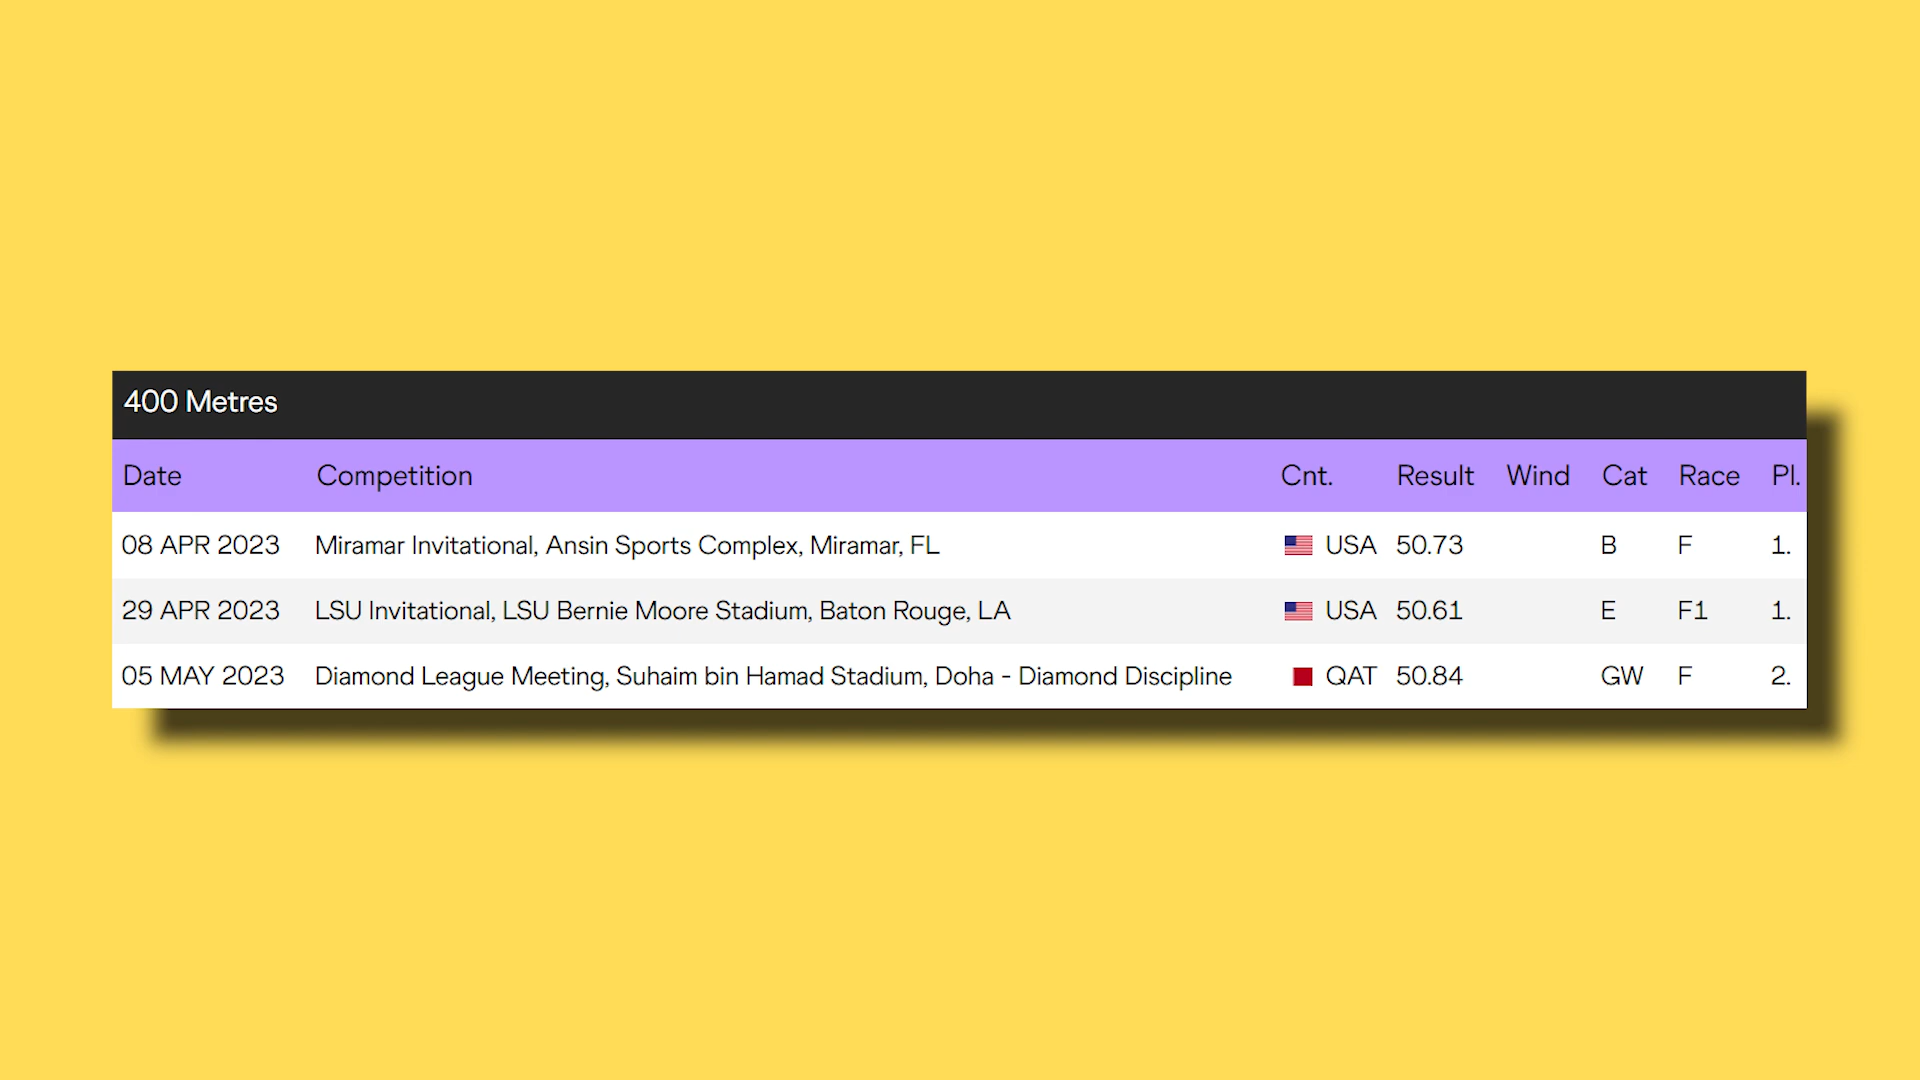 400 Metres
Date Competition Cnt. Result Wind Cat Race Pl.
08 APR 2023 Miramar Invitational, Ansin Sports Complex, Miramar, FL USA 50.73 B F 1.
29 APR 2023 LSU Invitational, LSU Bernie Moore Stadium, Baton Rouge, LA USA 50.61 E F1 1.
05 MAY 2023 Diamond League Meeting, Suhaim bin Hamad Stadium, Doha - Diamond Discipline QAT 50.84 GW F 2.